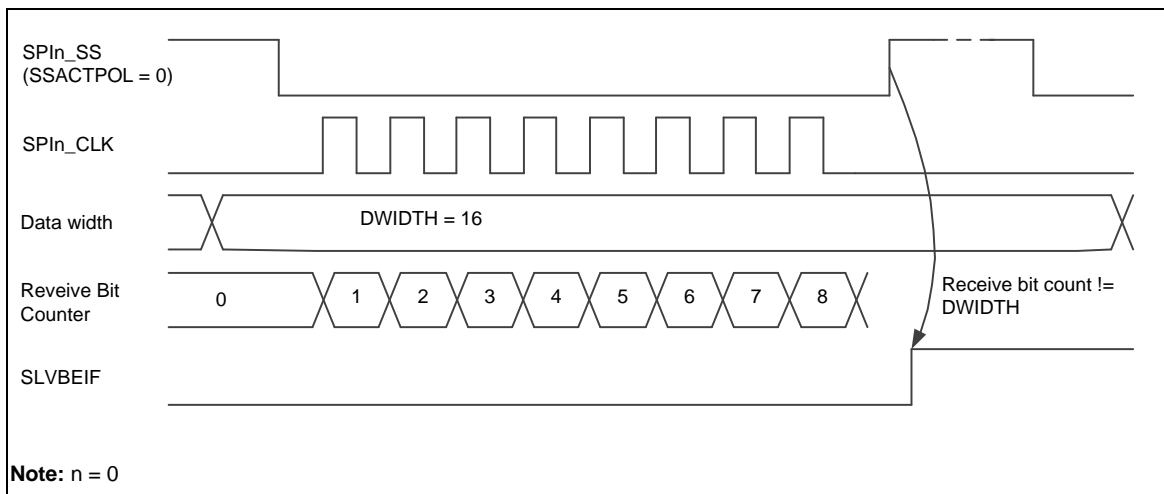 SPIn_SS
(SSACTPOL = 0)
SPIn_CLK
Data width
DWIDTH = 16
Reveive Bit
Counter
0
1
2
3
4
5
6
7
8
Receive bit count !=
DWIDTH
SLVBEIF
Note: n = 0